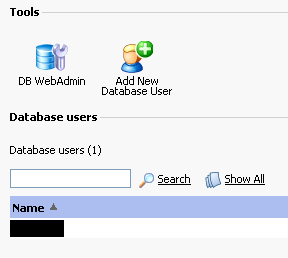 Tools
DB WebAdmin
Add New
Database User
Database users
Database users (1)
Search
Show All
Name